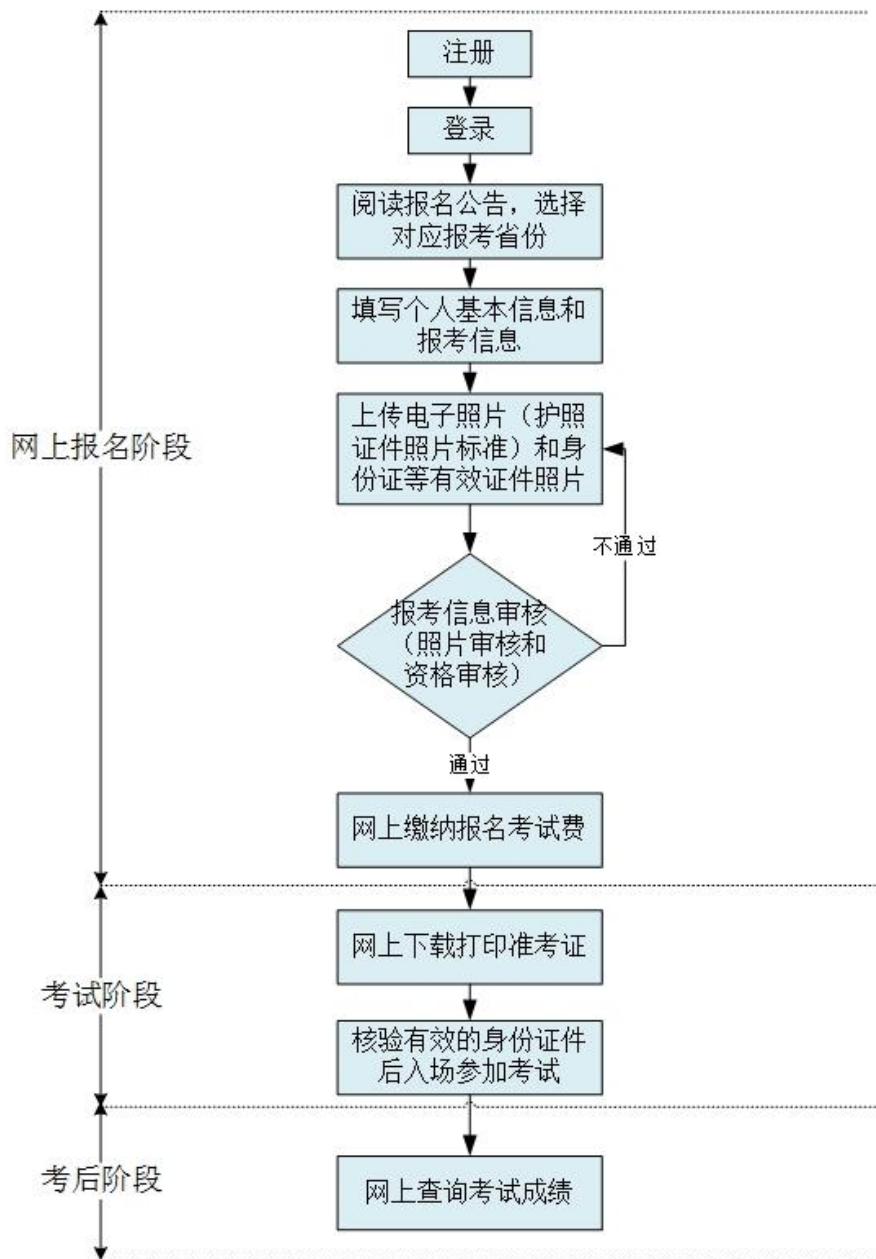 注册
登录
阅读报名公告，选择
对应报考省份
填写个人基本信息和
报考信息
上传电子照片（护照
证件照片标准）和身
份证等有效证件照片
网上报名阶段
不通过
报考信息审核
（照片审核和
资格审核）
通过
网上缴纳报名考试费
网上下载打印准考证
考试阶段
核验有效的身份证件
后入场参加考试
考后阶段
网上查询考试成绩